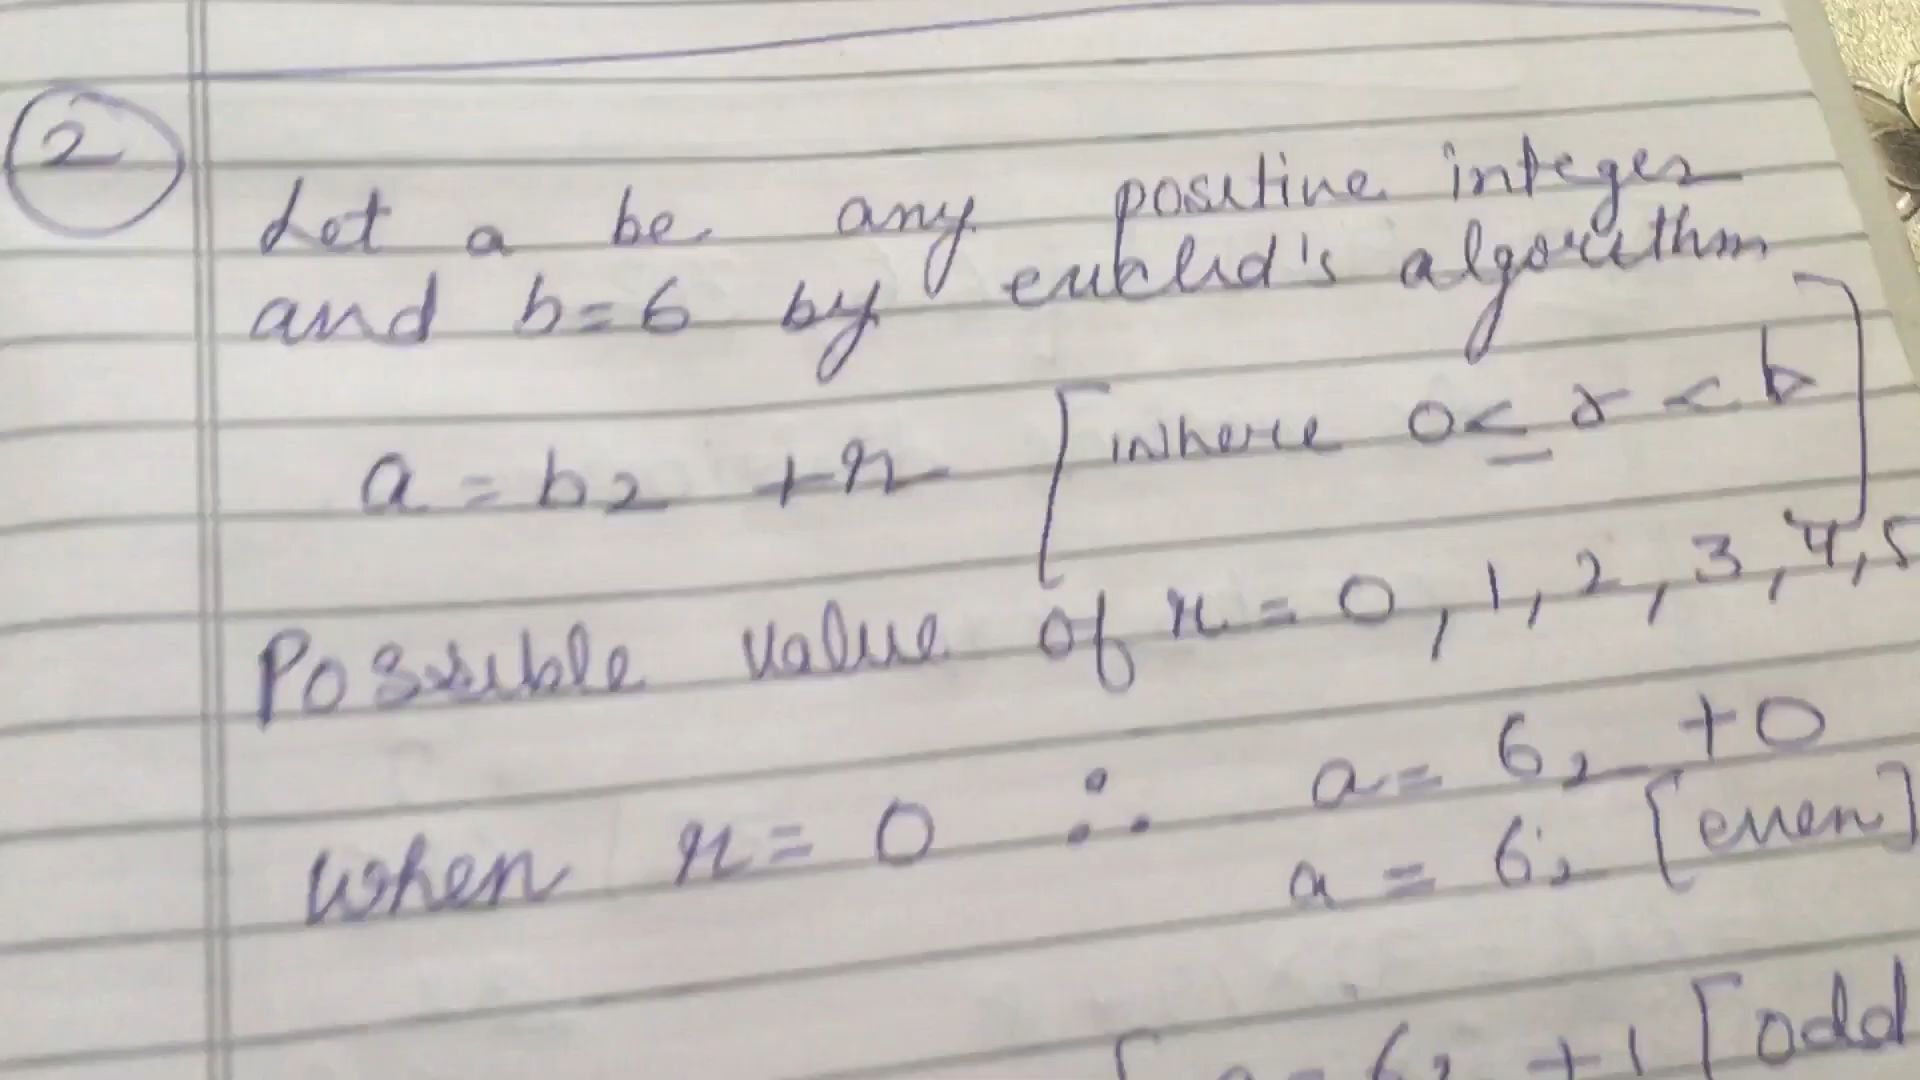 2
Let a be any positive integer
and b=6 by euclid's algorithm
a = bq + r [where 0 ≤ r < b]
Possible value of r = 0, 1, 2, 3, 4, 5
when r = 0 ∴ a = 6q + 0
a = 6q [even]
a = 6q + 1 [odd